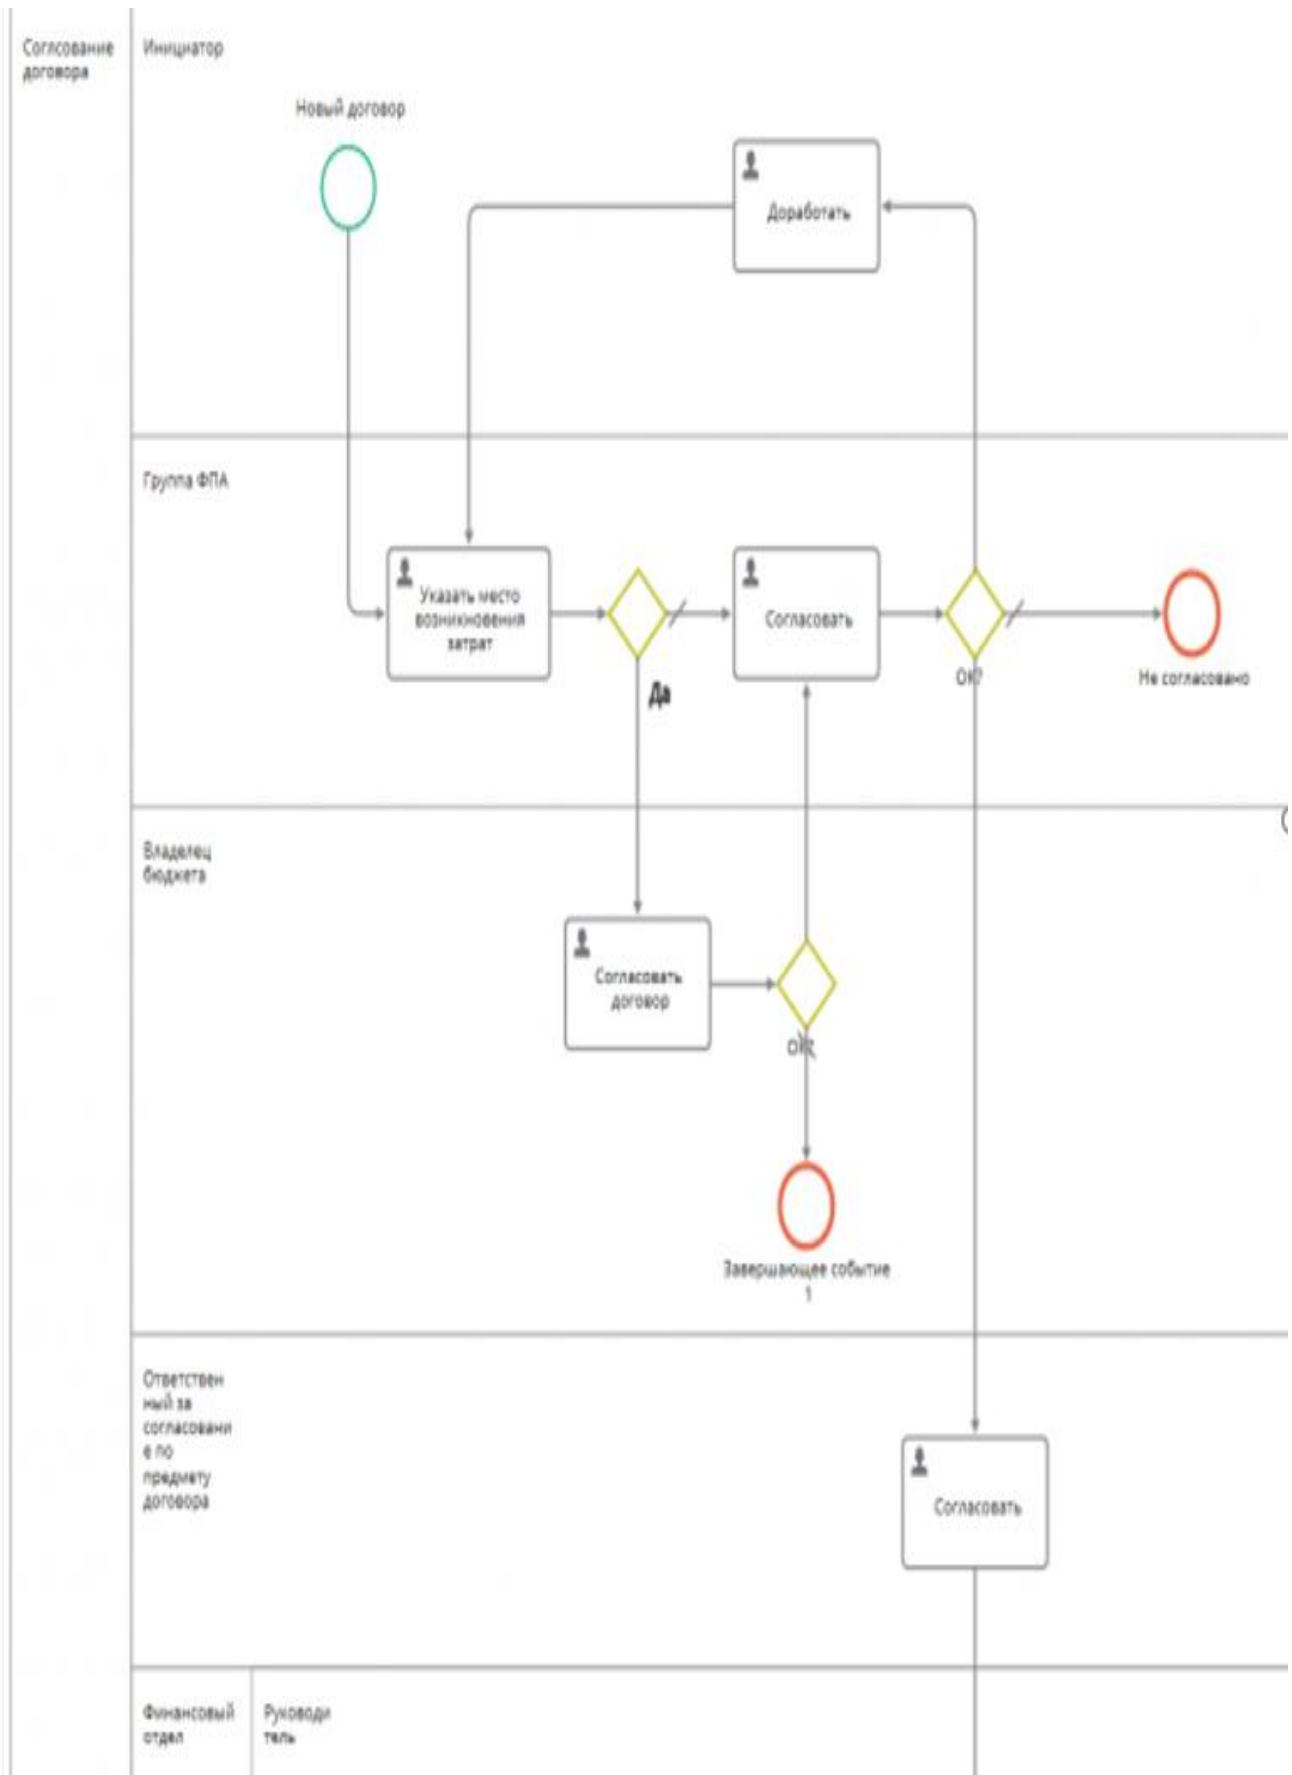 Соглсование
договора
Инициатор
Новый договор
Доработать
Группа ФПА
Указать место
возникновения
затрат
Согласовать
Да
ОК?
Не согласовано
Владелец
бюджета
Согласовать
договор
ОК?
Завершающее событие
1
Ответствен
ный за
согласовани
е по
предмету
договора
Согласовать
Финансовый
отдел
Руководи
тель